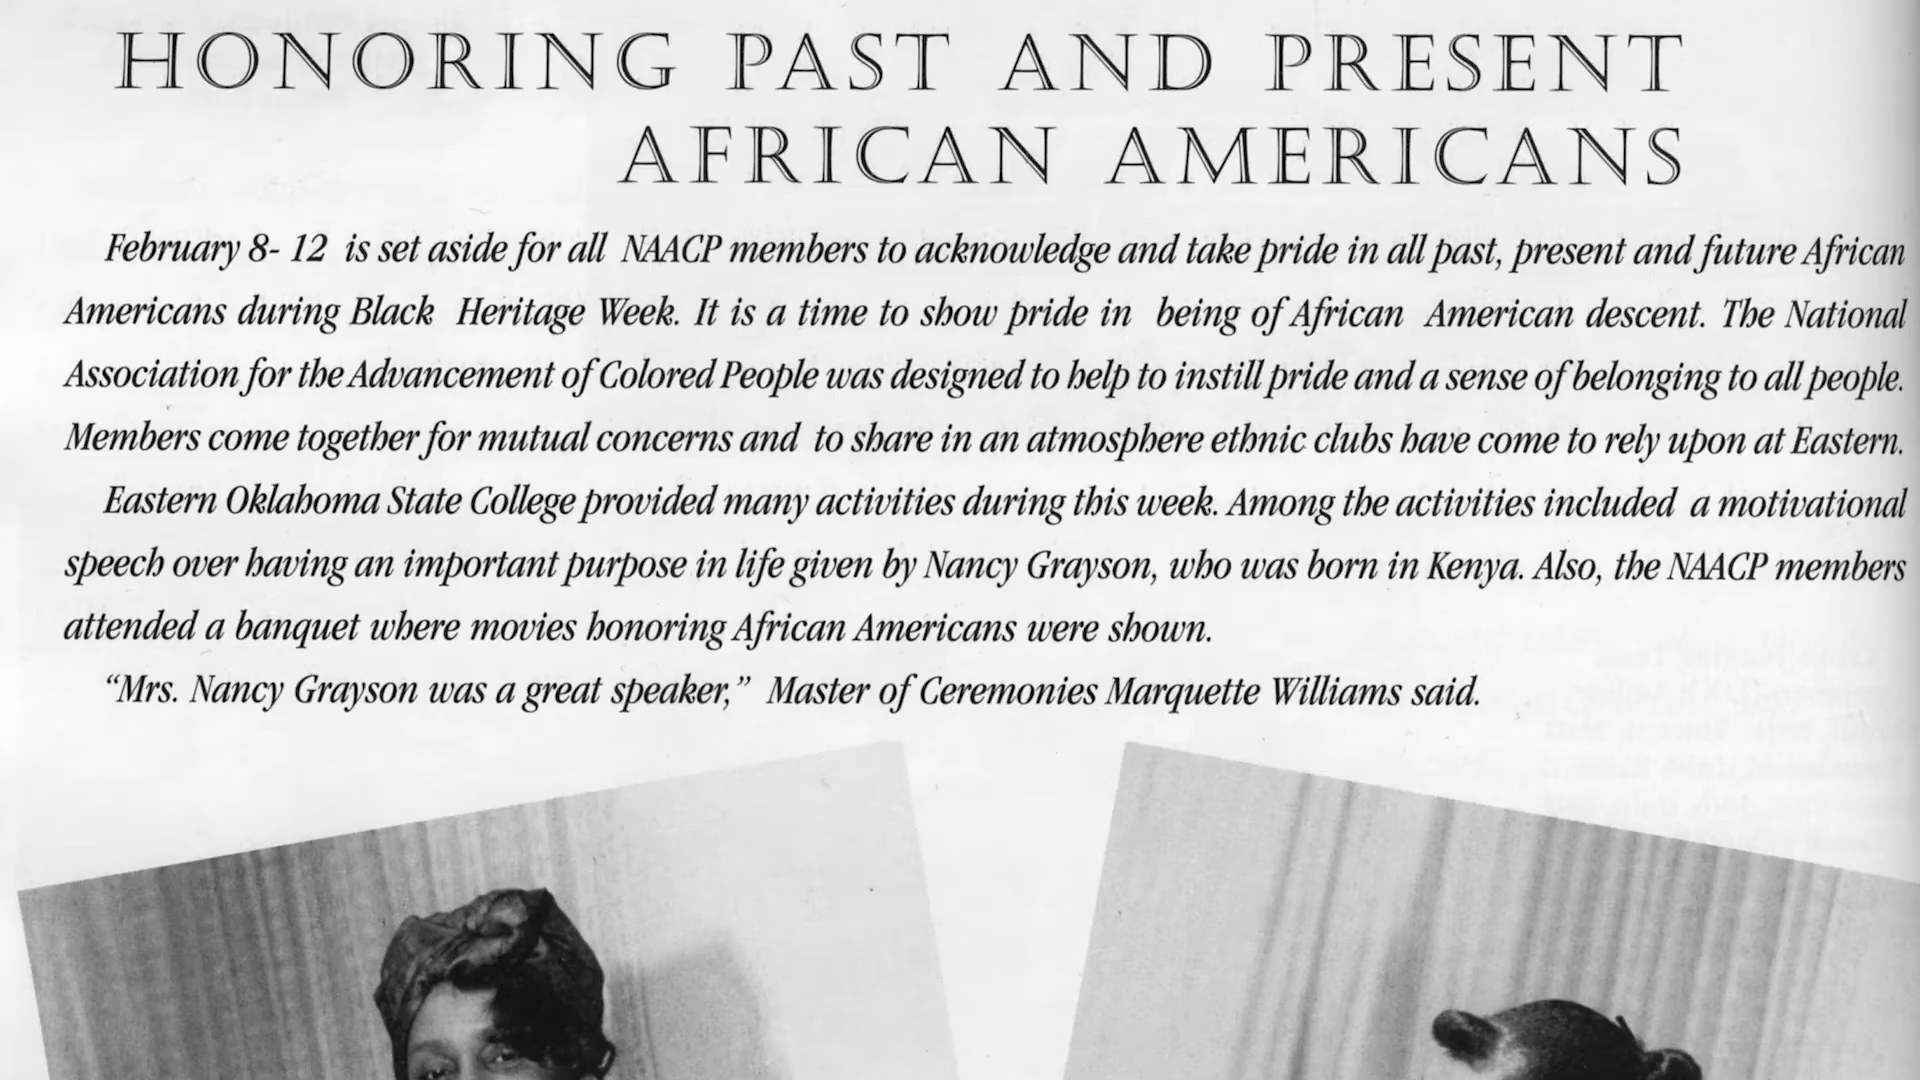 HONORING PAST AND PRESENT
AFRICAN AMERICANS
February 8- 12 is set aside for all NAACP members to acknowledge and take pride in all past, present and future African
Americans during Black Heritage Week. It is a time to show pride in being of African American descent. The National
Association for the Advancement of Colored People was designed to help to instill pride and a sense of belonging to all people.
Members come together for mutual concerns and to share in an atmosphere ethnic clubs have come to rely upon at Eastern.
Eastern Oklahoma State College provided many activities during this week. Among the activities included a motivational
speech over having an important purpose in life given by Nancy Grayson, who was born in Kenya. Also, the NAACP members
attended a banquet where movies honoring African Americans were shown.
“Mrs. Nancy Grayson was a great speaker,” Master of Ceremonies Marquette Williams said.